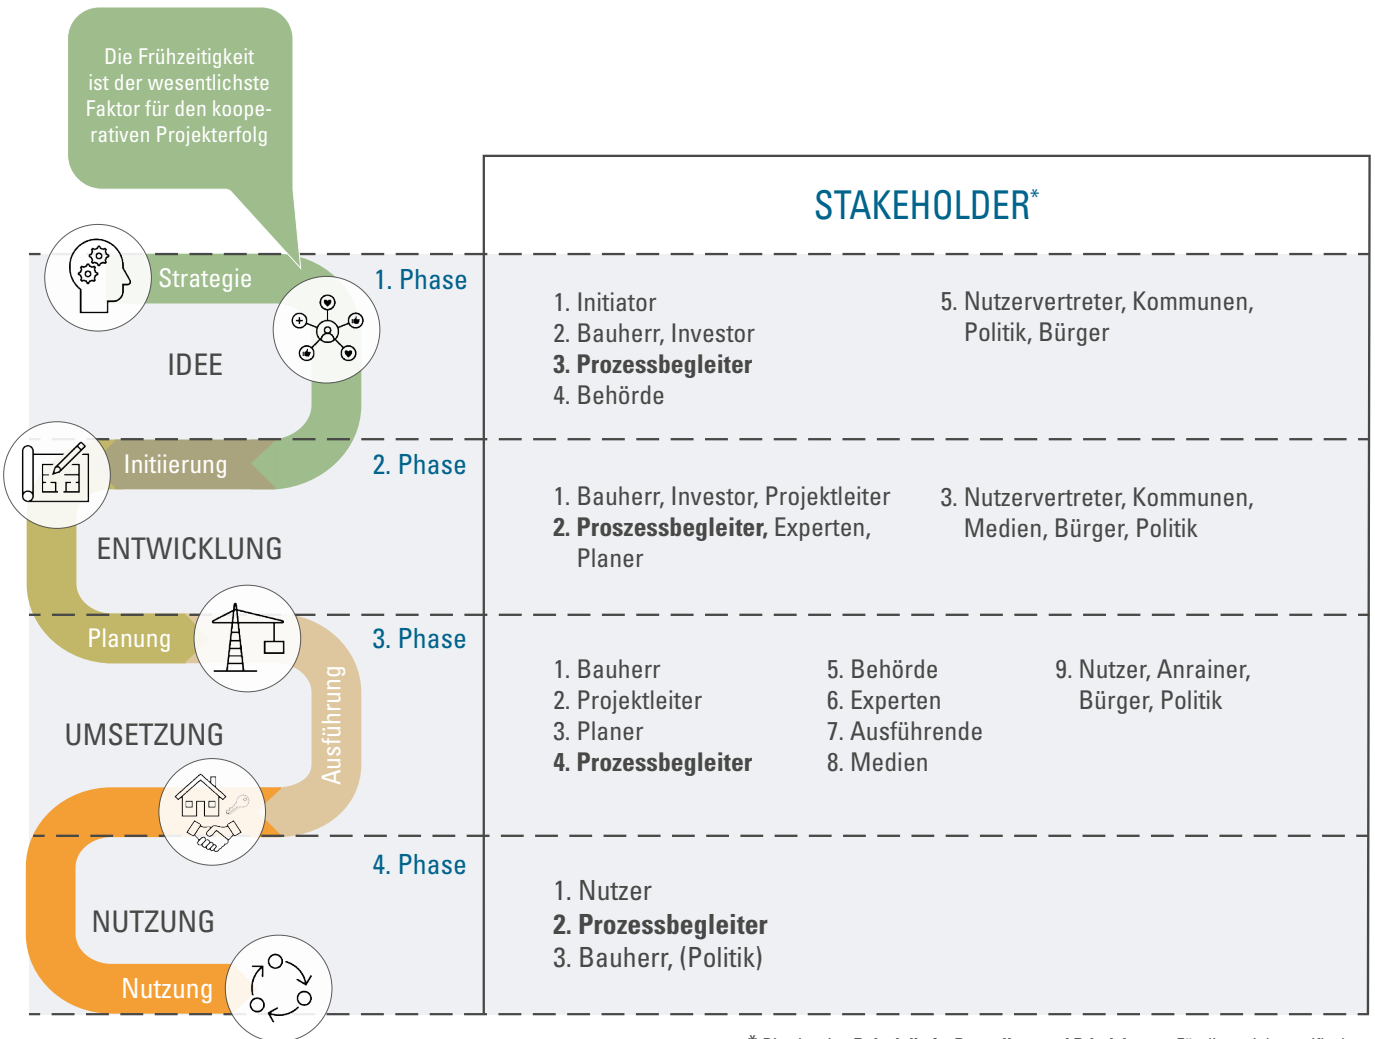 Die Frühzeitigkeit
ist der wesentlichste
Faktor für den koope-
rativen Projekterfolg
STAKEHOLDER*
Strategie
1. Phase
IDEE
1. Initiator
2. Bauherr, Investor
3. Prozessbegleiter
4. Behörde
5. Nutzervertreter, Kommunen,
Politik, Bürger
Initiierung
2. Phase
ENTWICKLUNG
1. Bauherr, Investor, Projektleiter
2. Proszessbegleiter, Experten,
Planer
3. Nutzervertreter, Kommunen,
Medien, Bürger, Politik
Planung
3. Phase
Ausführung
UMSETZUNG
1. Bauherr
2. Projektleiter
3. Planer
4. Prozessbegleiter
5. Behörde
6. Experten
7. Ausführende
8. Medien
9. Nutzer, Anrainer,
Bürger, Politik
4. Phase
NUTZUNG
1. Nutzer
2. Prozessbegleiter
3. Bauherr, (Politik)
Nutzung